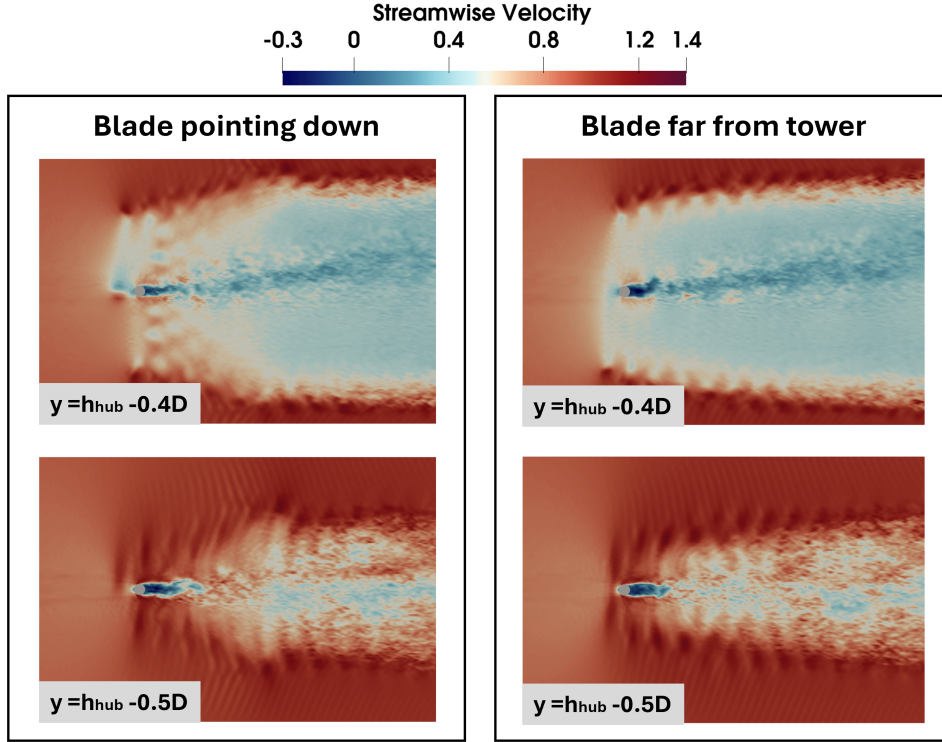 Streamwise Velocity
-0.3 0 0.4 0.8 1.2 1.4
Blade pointing down
y =hhub -0.4D
y =hhub -0.5D
Blade far from tower
y =hhub -0.4D
y =hhub -0.5D